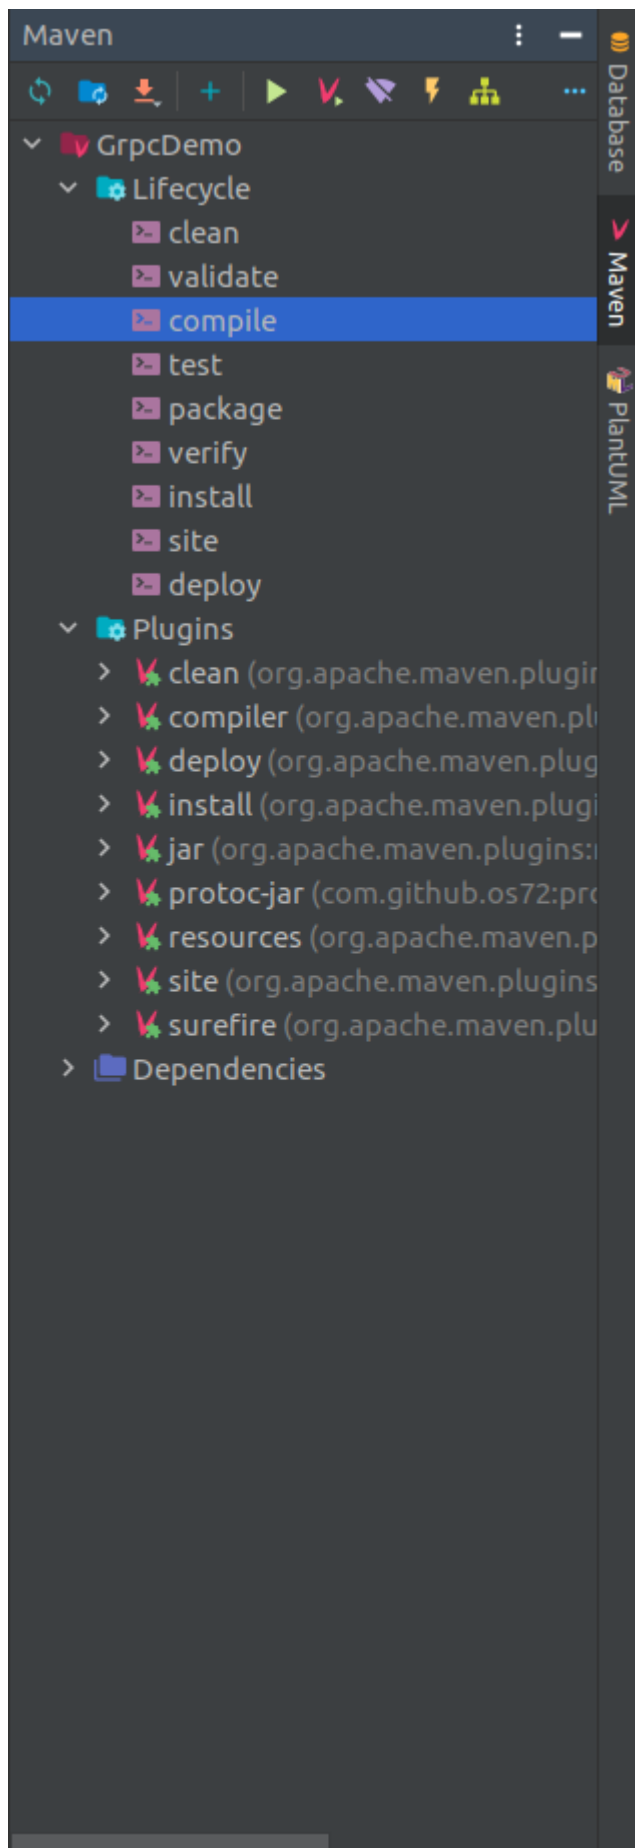 Maven
GrpcDemo
Lifecycle
clean
validate
compile
test
package
verify
install
site
deploy
Plugins
clean (org.apache.maven.plugin
compiler (org.apache.maven.pl
deploy (org.apache.maven.plug
install (org.apache.maven.plugi
jar (org.apache.maven.plugins:
protoc-jar (com.github.os72:pro
resources (org.apache.maven.p
site (org.apache.maven.plugins
surefire (org.apache.maven.plu
Dependencies
Database
Maven
PlantUML